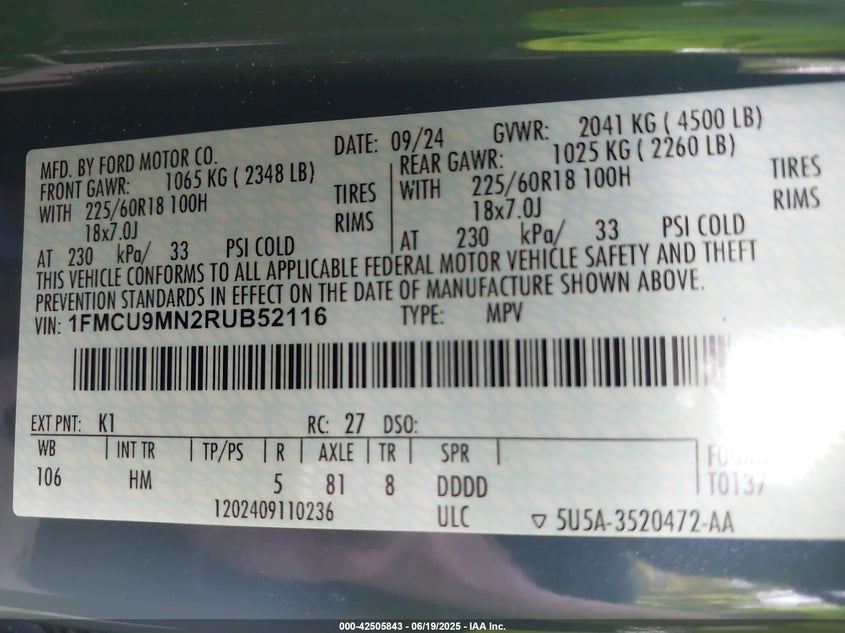 MFD. BY FORD MOTOR CO. DATE: 09/24 GVWR: 2041 KG ( 4500 LB)
FRONT GAWR: 1065 KG ( 2348 LB) REAR GAWR: 1025 KG ( 2260 LB)
WITH 225/60R18 100H TIRES WITH 225/60R18 100H TIRES
18x7.0J RIMS 18x7.0J RIMS
AT 230 kPa/ 33 PSI COLD AT 230 kPa/ 33 PSI COLD
THIS VEHICLE CONFORMS TO ALL APPLICABLE FEDERAL MOTOR VEHICLE SAFETY AND THEFT
PREVENTION STANDARDS IN EFFECT ON THE DATE OF MANUFACTURE SHOWN ABOVE.
VIN: 1FMCU9MN2RUB52116 TYPE: MPV
EXT PNT: K1 RC: 27 DSO:
WB INT TR TP/PS R AXLE TR SPR
106 HM 5 81 8 DDDD T0137
1202409110236 ULC ▽ 5U5A-3520472-AA
000-42505843 / 06/19/2025 - IAA Inc.